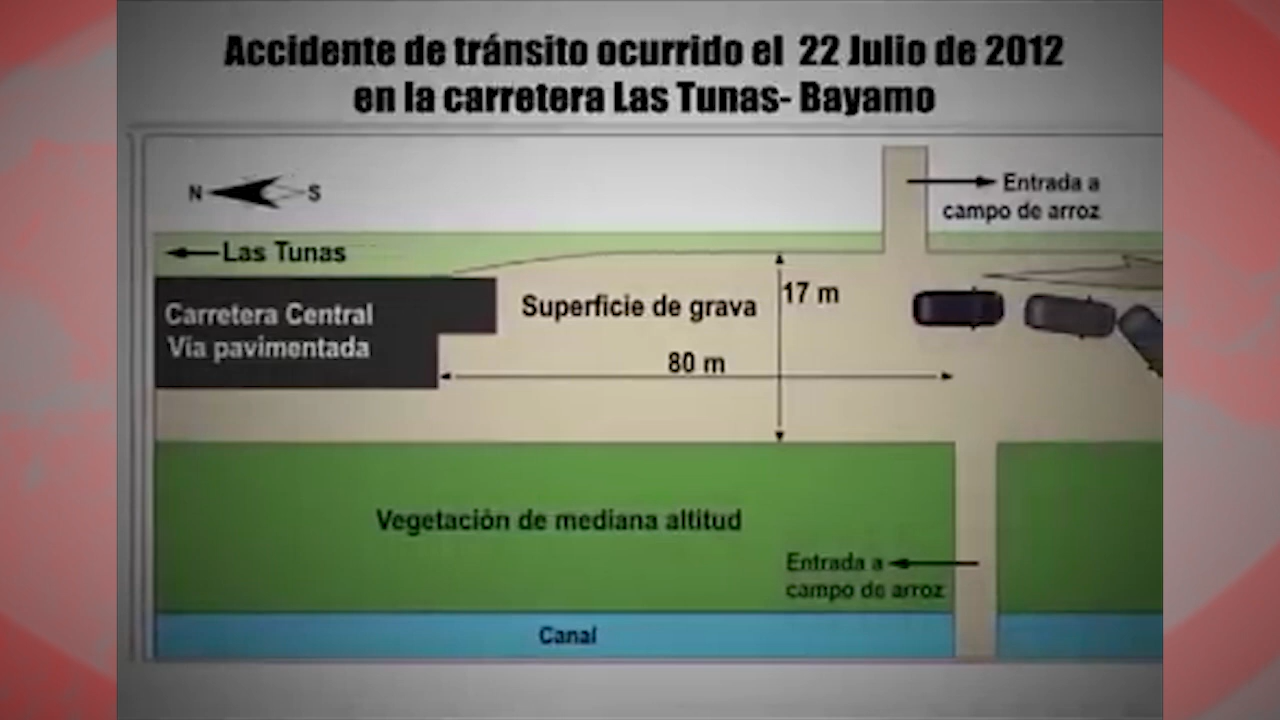 Accidente de tránsito ocurrido el 22 Julio de 2012
en la carretera Las Tunas- Bayamo
N S
Entrada a
campo de arroz
Las Tunas
17 m
Superficie de grava
Carretera Central
Vía pavimentada
80 m
Vegetación de mediana altitud
Entrada a
campo de arroz
Canal